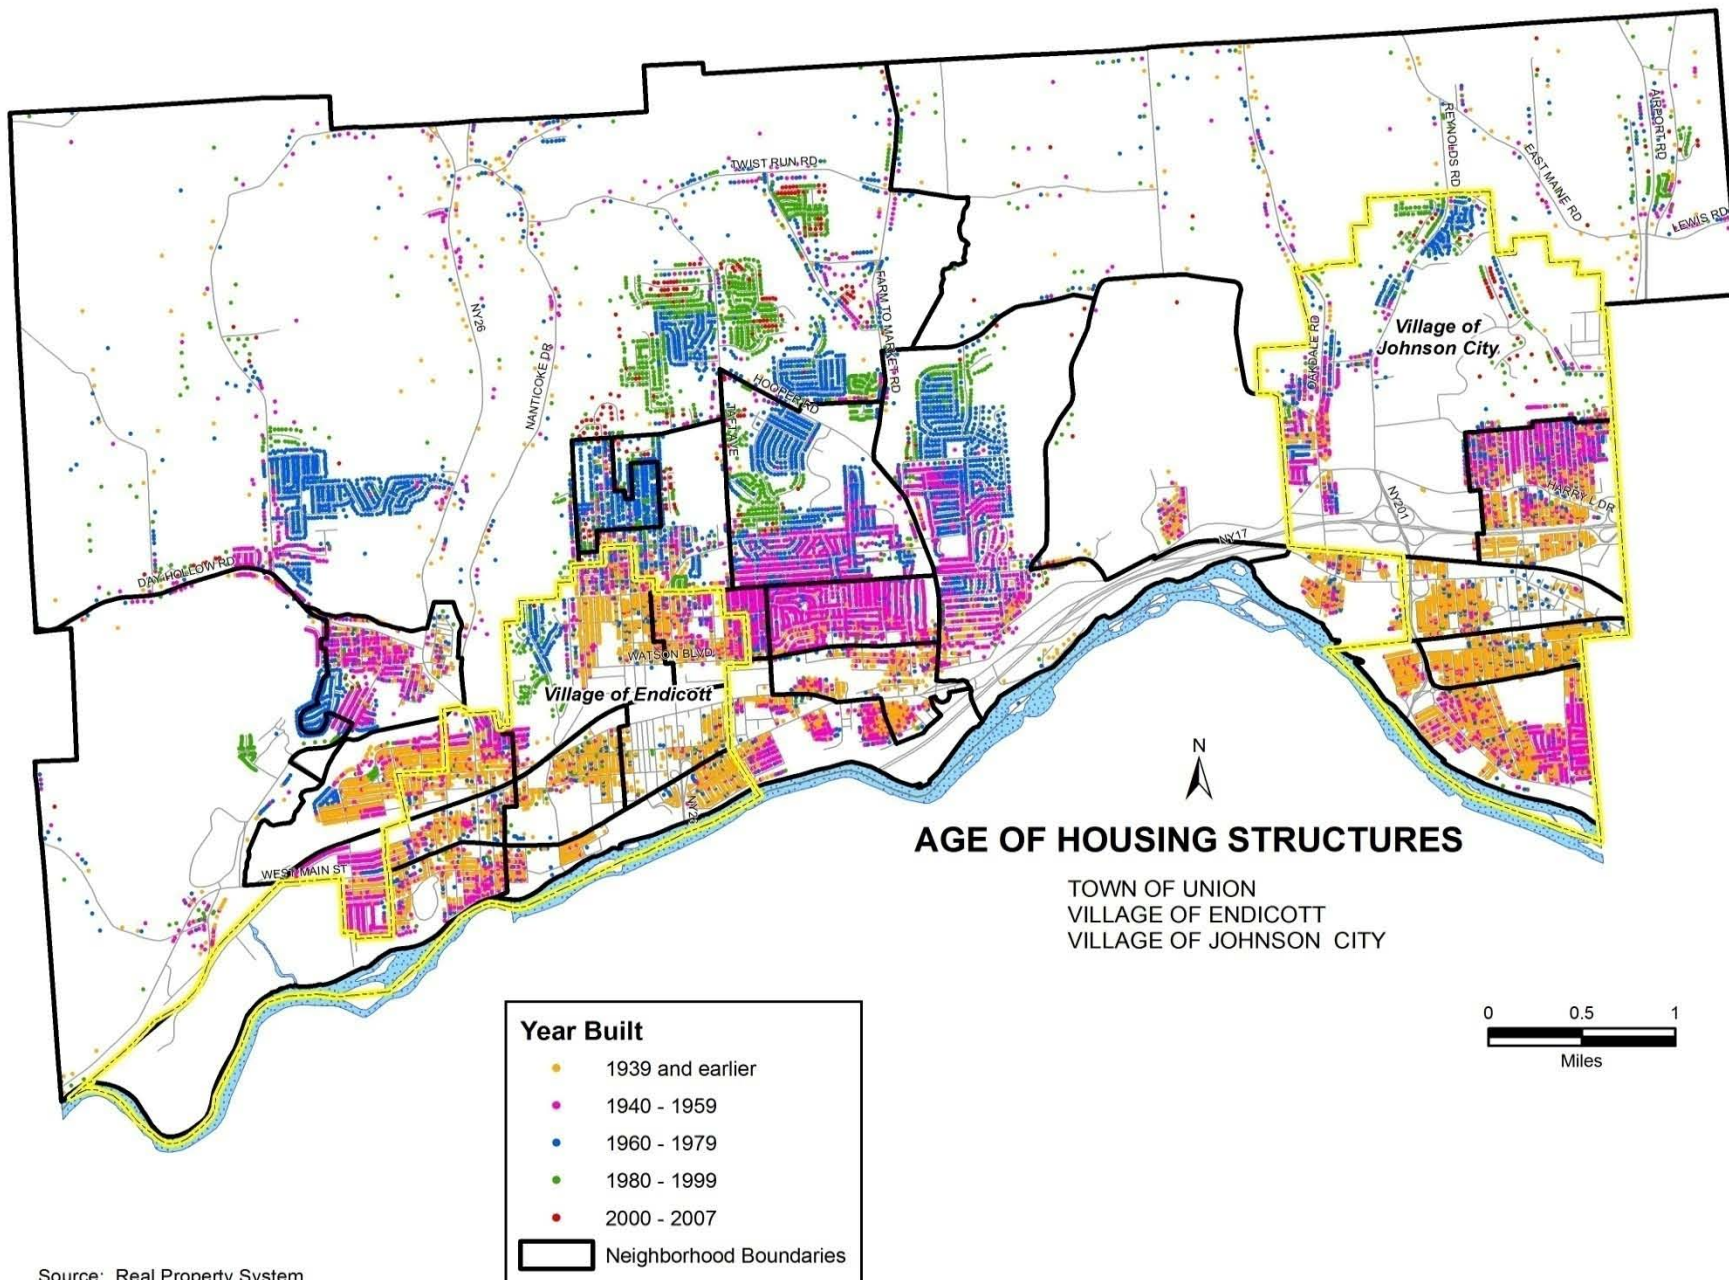 TWIST RUN RD
REYNOLDS RD
EAST MAINE RD
AIRPORT RD
LEWIS RD
NY26
NANTICOKE DR
FARM TO MARKET RD
HOOPER RD
TAFT AVE
OAKDALE RD
Village of
Johnson City
HARRY L DR
NY201
NY17
DAY HOLLOW RD
WATSON BLVD
Village of Endicott
NY26
WEST MAIN ST
N
AGE OF HOUSING STRUCTURES
TOWN OF UNION
VILLAGE OF ENDICOTT
VILLAGE OF JOHNSON CITY
0 0.5 1
Miles
Year Built
1939 and earlier
1940 - 1959
1960 - 1979
1980 - 1999
2000 - 2007
Neighborhood Boundaries
Source: Real Property System